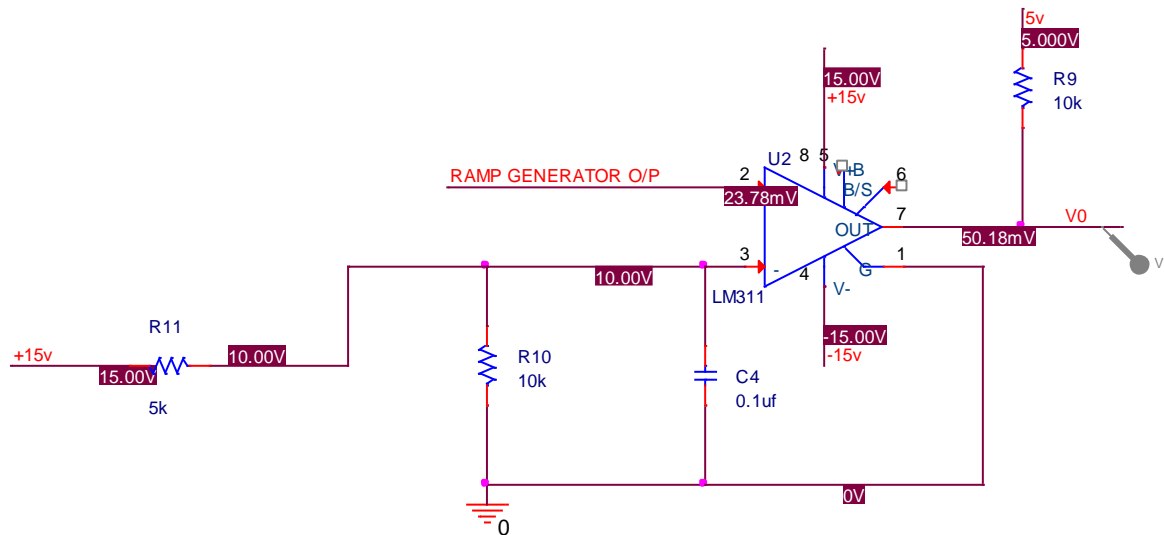 5v
5.000V
R9
10k
15.00V
+15v
U2
8
5
V+
B
B/S
6
RAMP GENERATOR O/P
2
23.78mV
7
OUT
V0
50.18mV
V
3
-
10.00V
4
G
1
LM311
V-
-15.00V
-15v
R11
+15v
15.00V
10.00V
5k
R10
10k
C4
0.1uf
0V
0